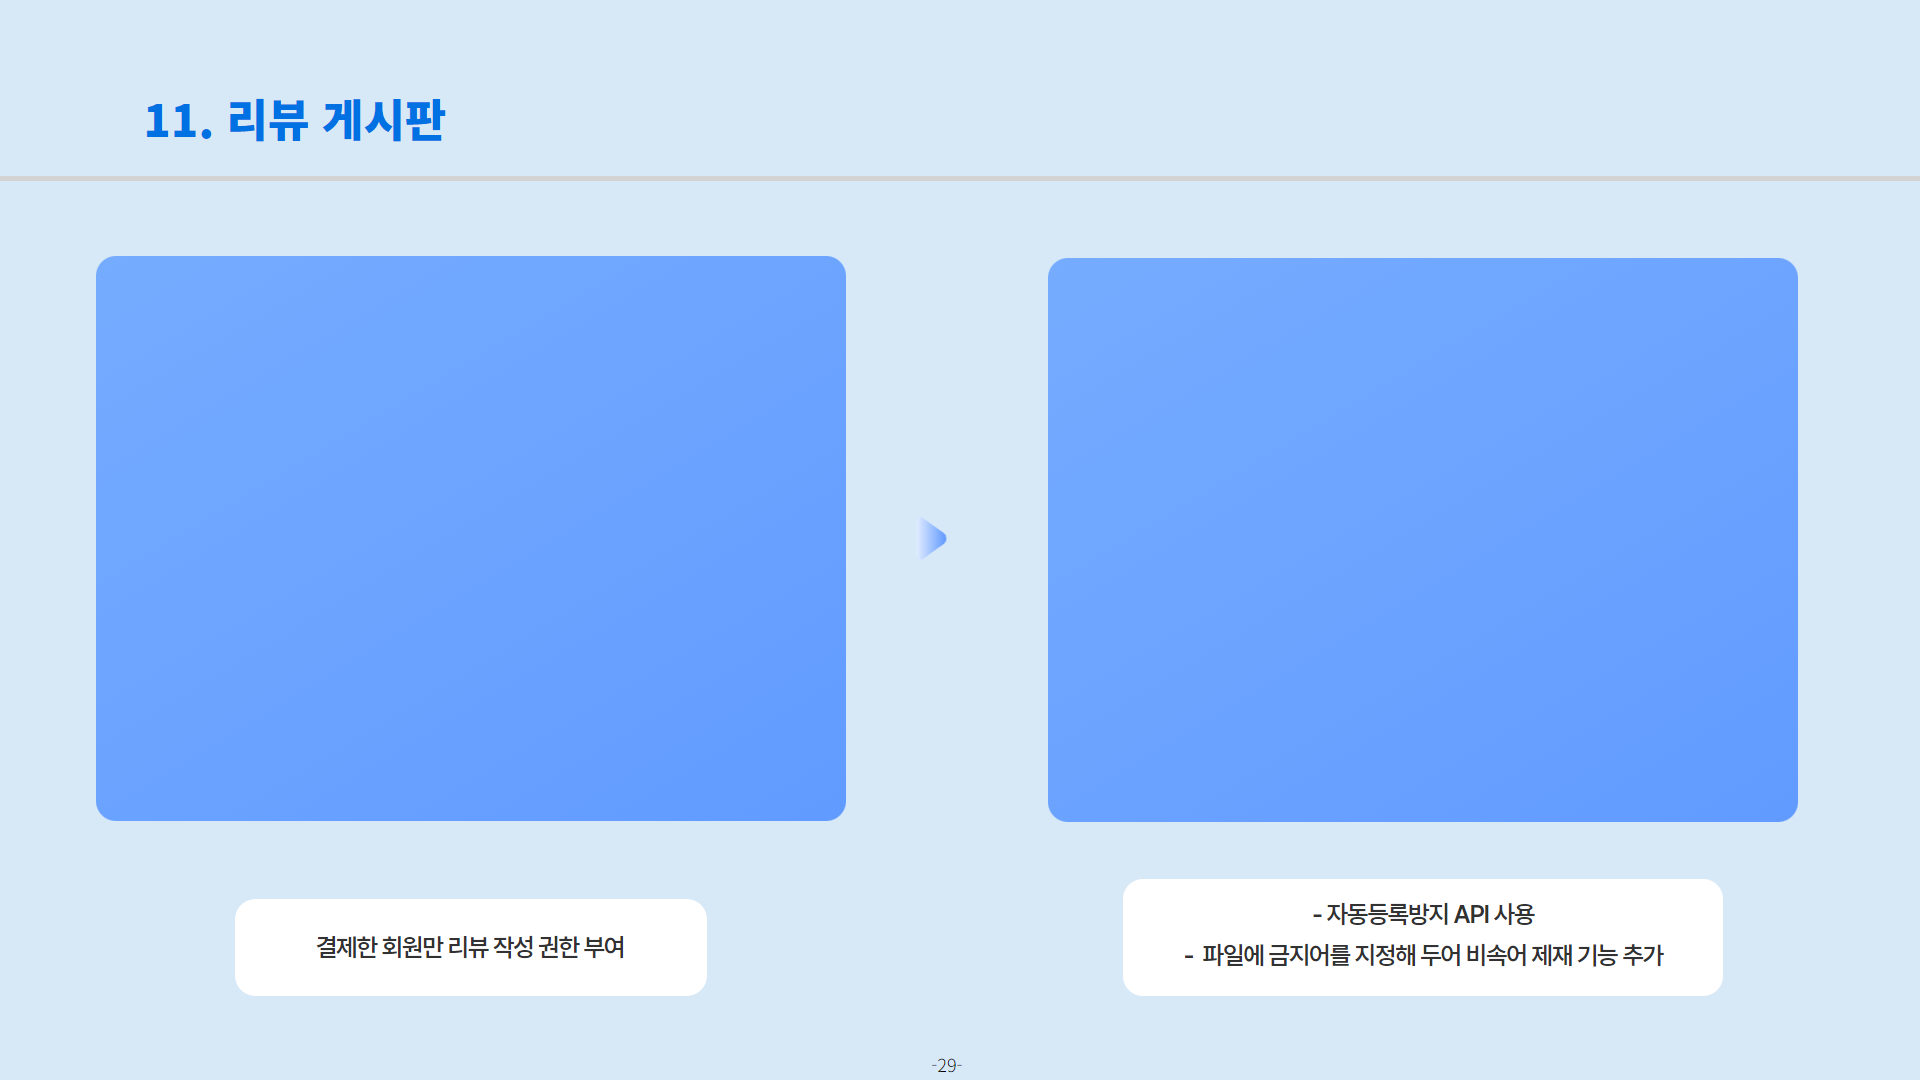 11. 리뷰 게시판
결제한 회원만 리뷰 작성 권한 부여
- 자동등록방지 API 사용
- 파일에 금지어를 지정해 두어 비속어 제재 기능 추가
-29-